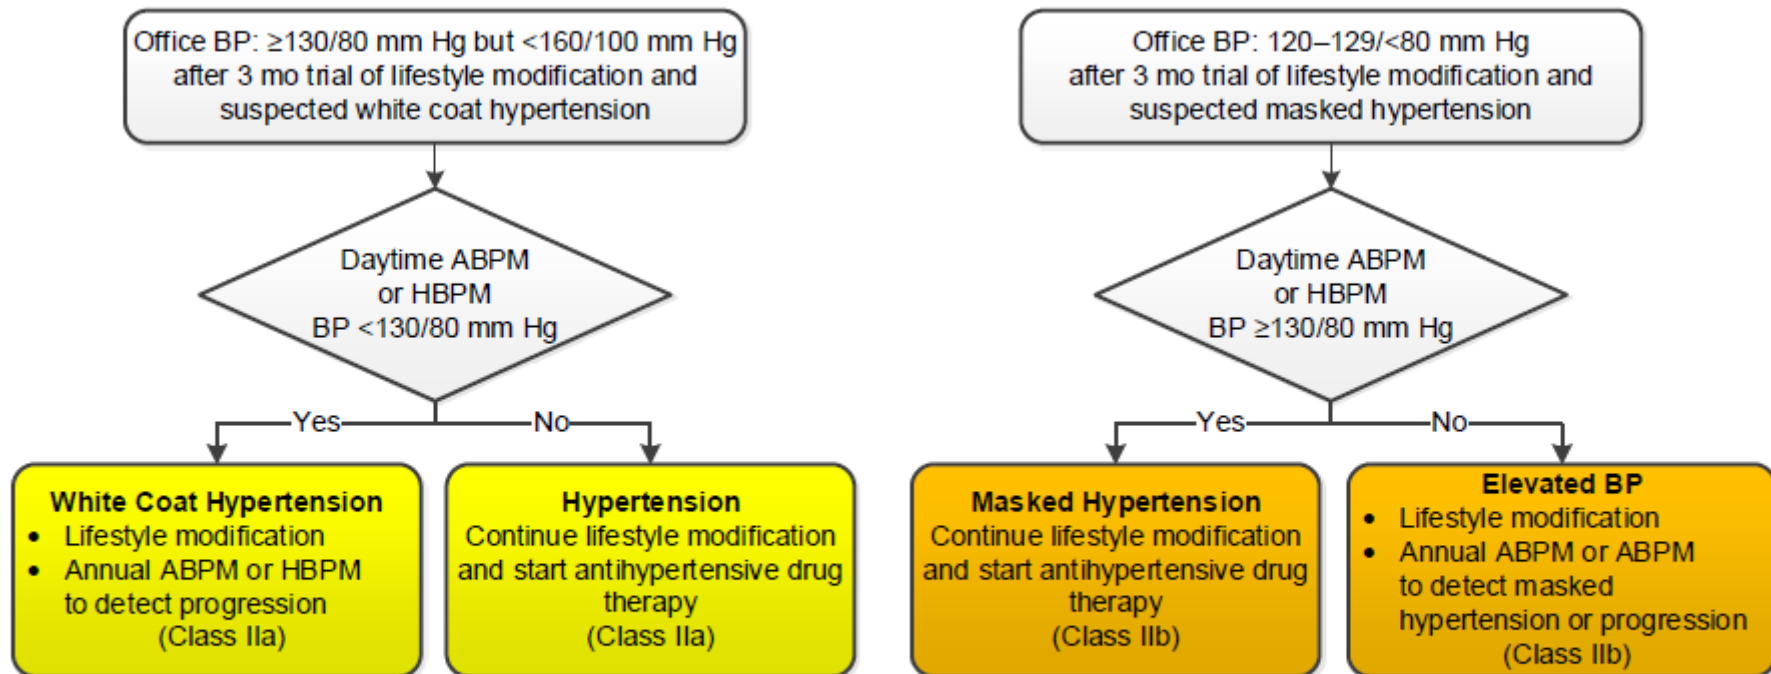 Office BP: ≥130/80 mm Hg but <160/100 mm Hg
after 3 mo trial of lifestyle modification and
suspected white coat hypertension
Daytime ABPM
or HBPM
BP <130/80 mm Hg
Yes
No
White Coat Hypertension
• Lifestyle modification
• Annual ABPM or HBPM
to detect progression
(Class IIa)
Hypertension
Continue lifestyle modification
and start antihypertensive drug
therapy
(Class IIa)
Office BP: 120–129/<80 mm Hg
after 3 mo trial of lifestyle modification and
suspected masked hypertension
Daytime ABPM
or HBPM
BP ≥130/80 mm Hg
Yes
No
Masked Hypertension
Continue lifestyle modification
and start antihypertensive drug
therapy
(Class IIb)
Elevated BP
• Lifestyle modification
• Annual ABPM or ABPM
to detect masked
hypertension or progression
(Class IIb)